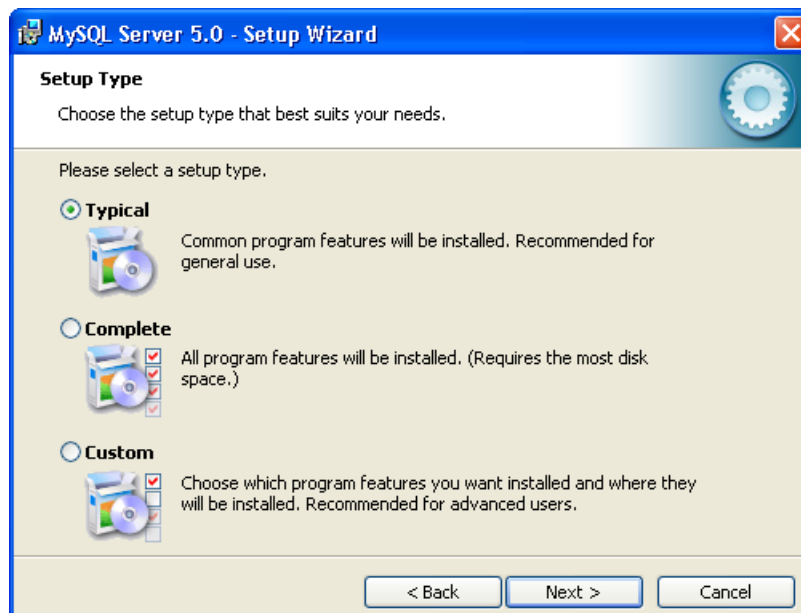 MySQL Server 5.0 - Setup Wizard
Setup Type
Choose the setup type that best suits your needs.
Please select a setup type.
Typical
Common program features will be installed. Recommended for
general use.
Complete
All program features will be installed. (Requires the most disk
space.)
Custom
Choose which program features you want installed and where they
will be installed. Recommended for advanced users.
< Back
Next >
Cancel